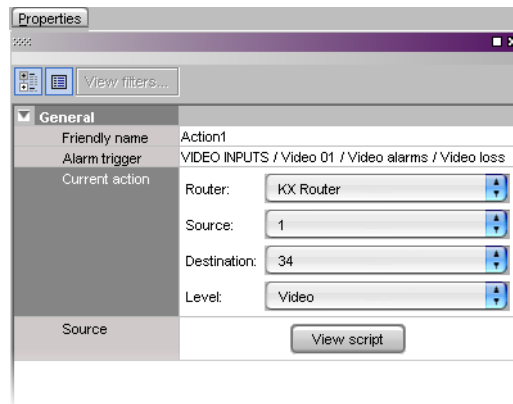 Properties
View filters...
General
Friendly name Action1
Alarm trigger VIDEO INPUTS / Video 01 / Video alarms / Video loss
Current action
Router: KX Router
Source: 1
Destination: 34
Level: Video
Source View script